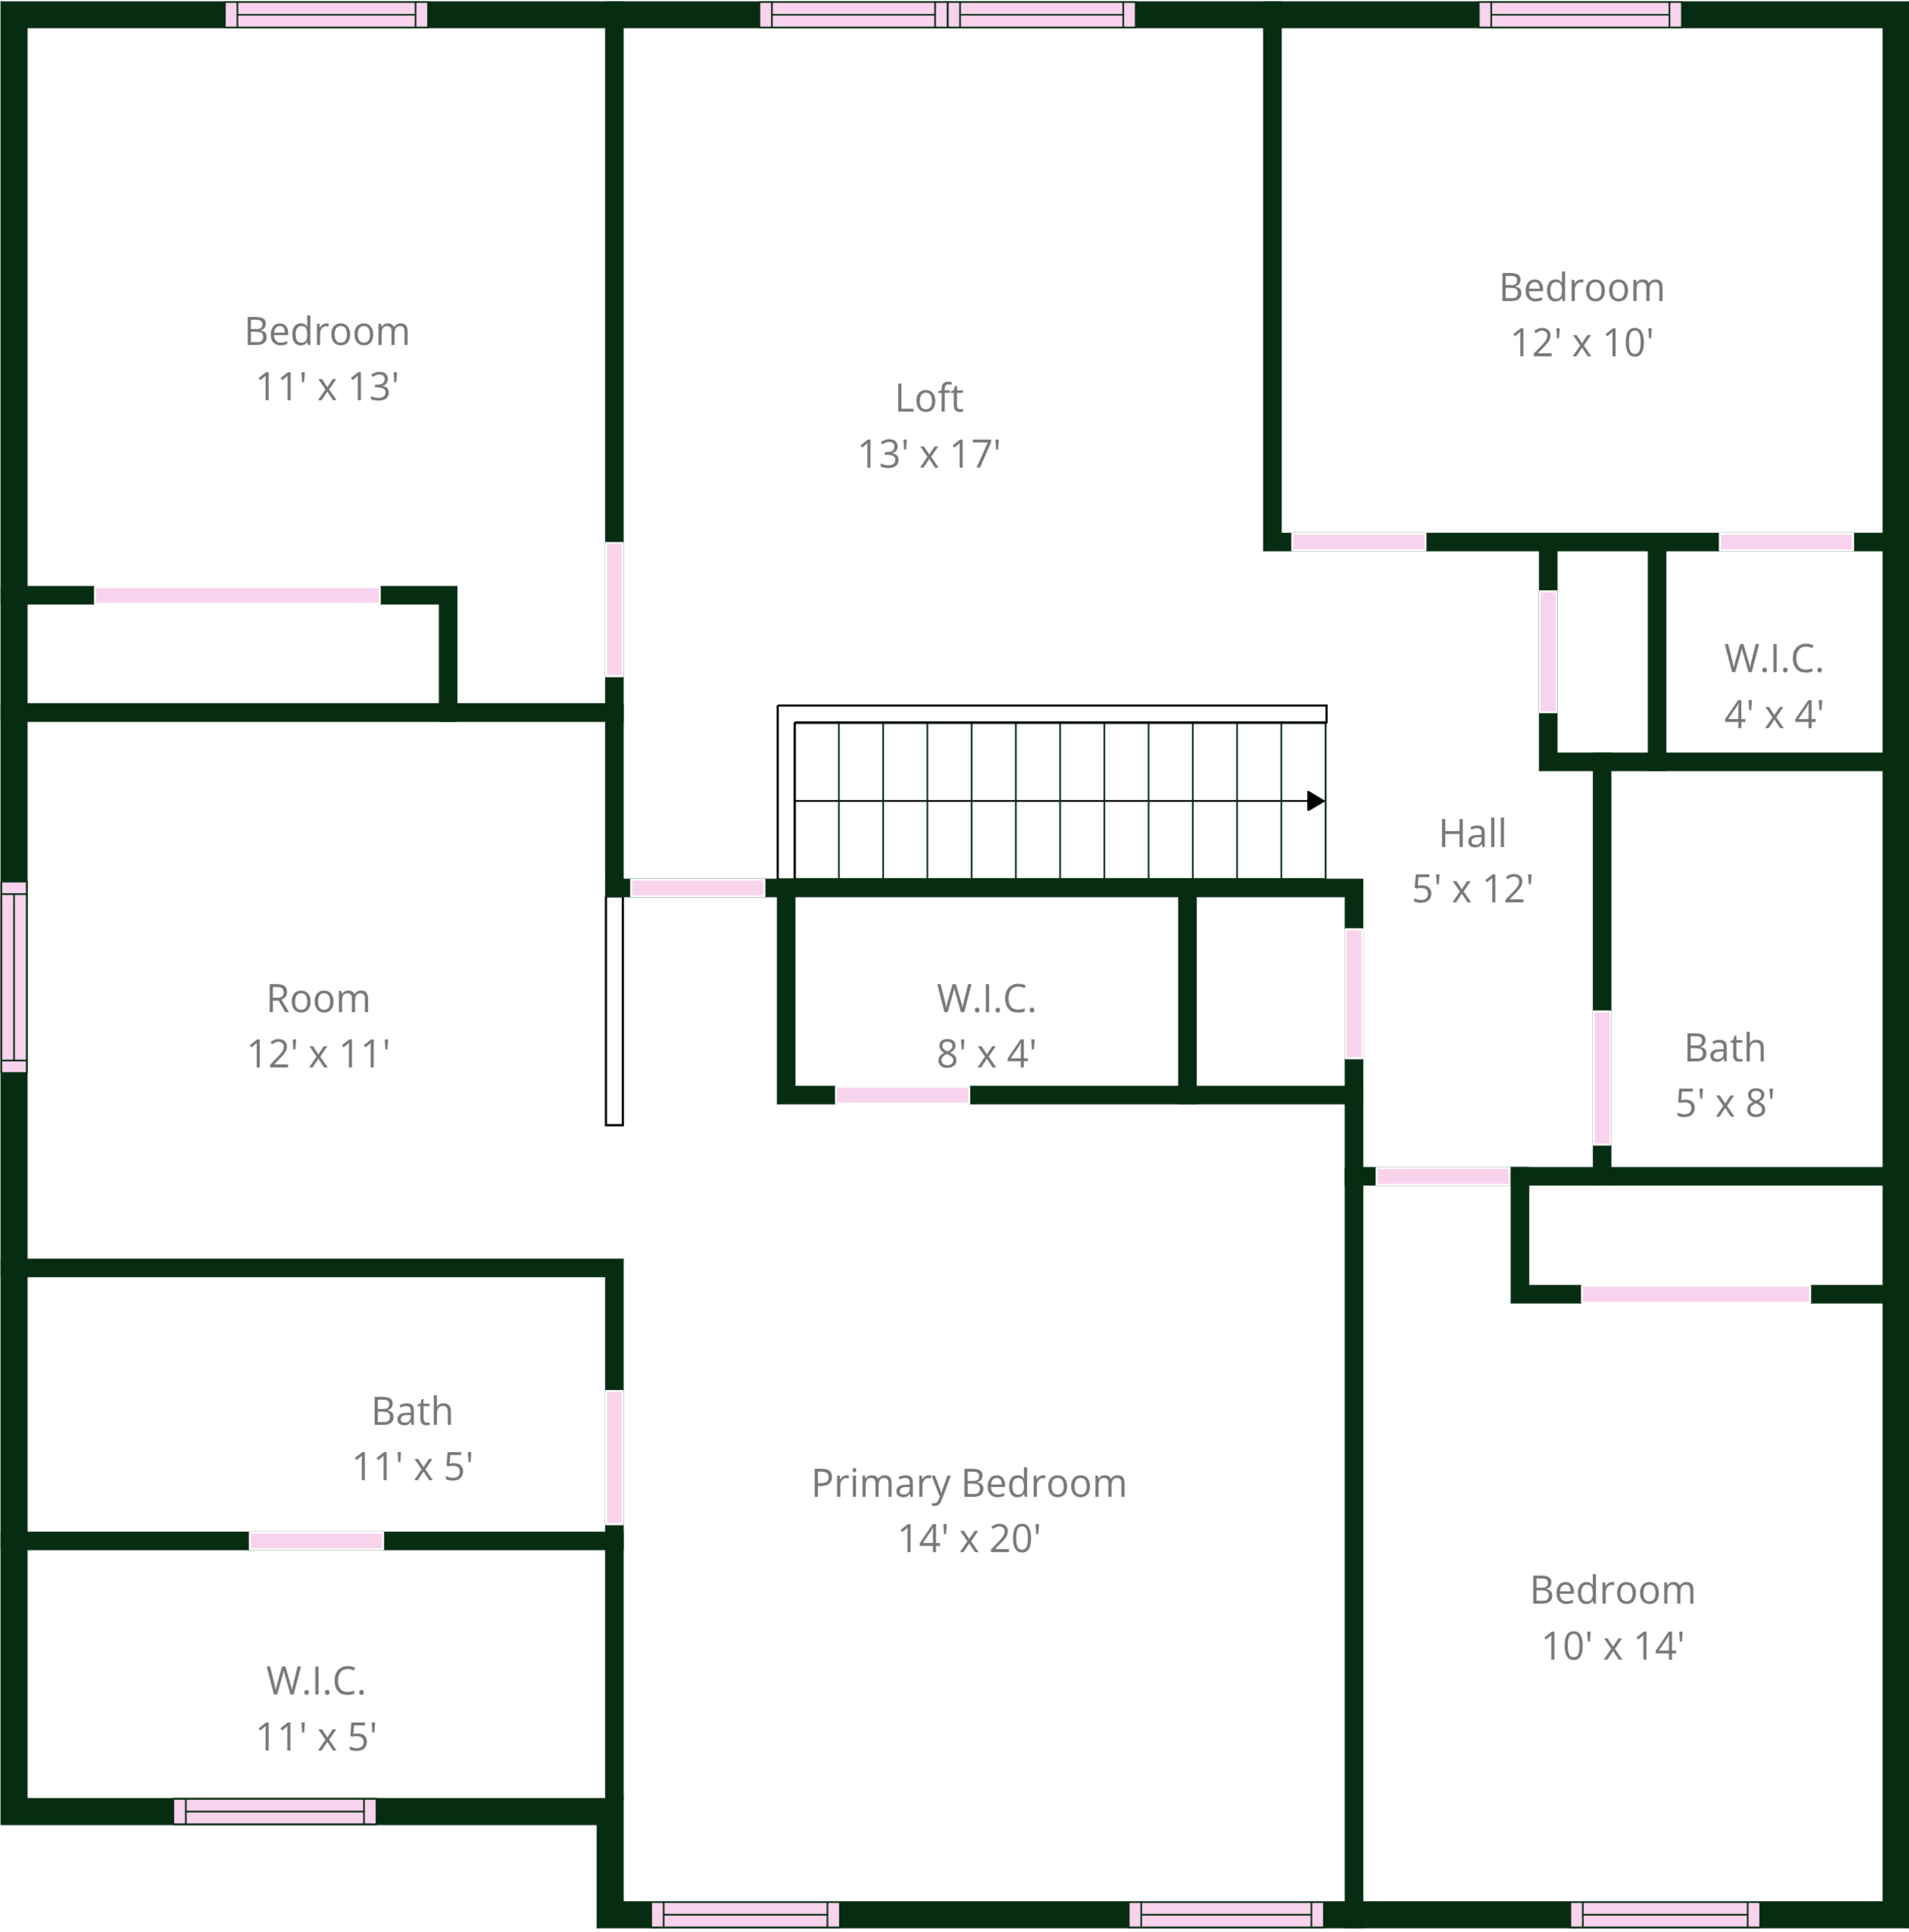 Bedroom
11' x 13'
Loft
13' x 17'
Bedroom
12' x 10'
W.I.C.
4' x 4'
Hall
5' x 12'
Room
12' x 11'
W.I.C.
8' x 4'
Bath
5' x 8'
Bath
11' x 5'
Primary Bedroom
14' x 20'
Bedroom
10' x 14'
W.I.C.
11' x 5'